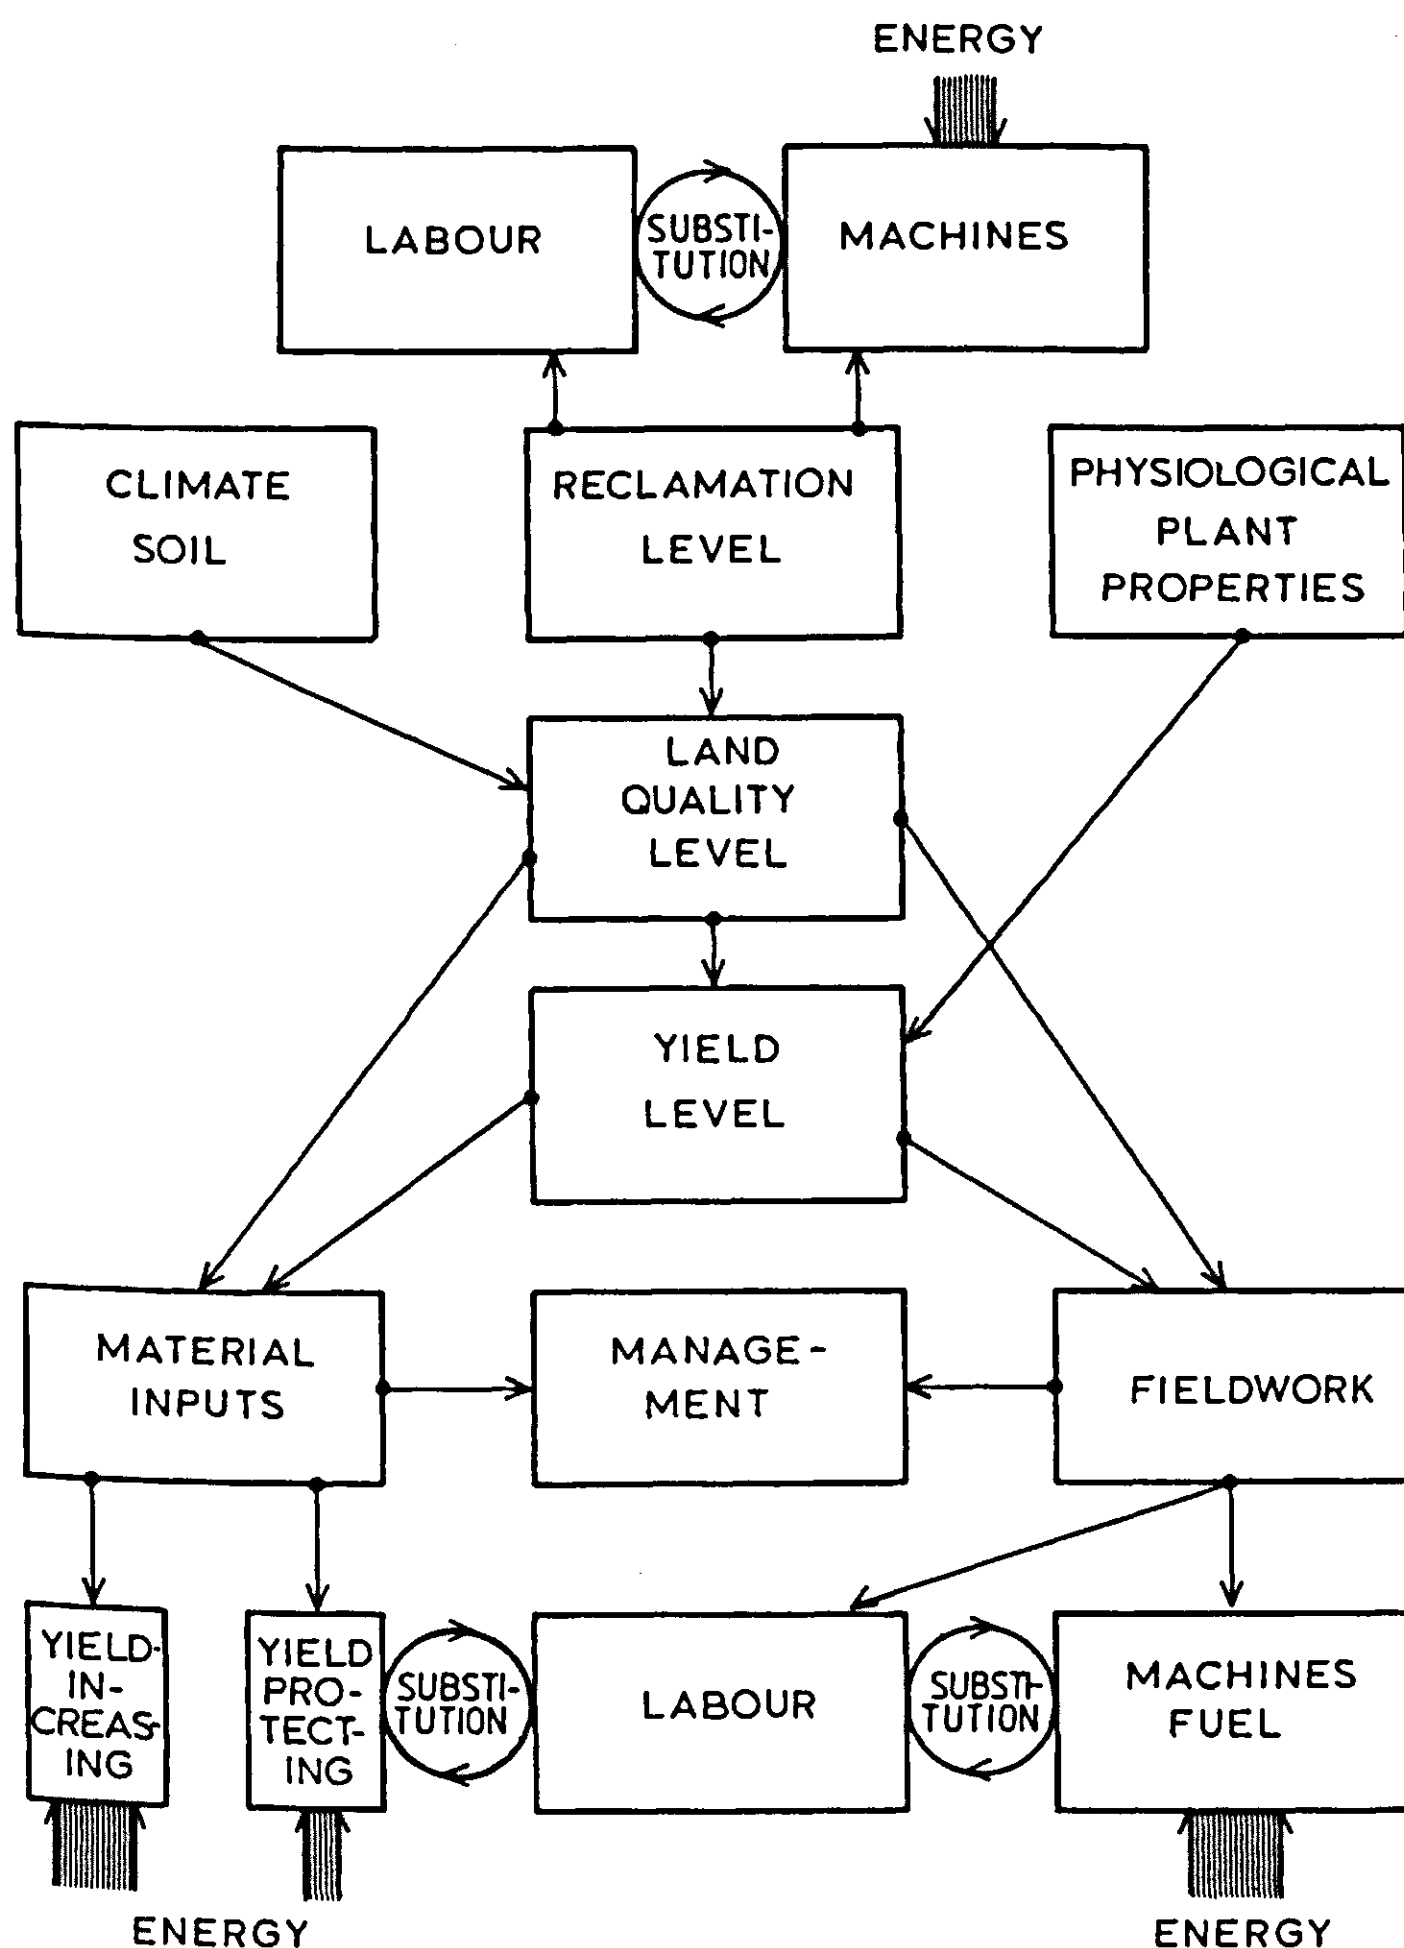 ENERGY
LABOUR
SUBSTI-
TUTION
MACHINES
CLIMATE
SOIL
RECLAMATION
LEVEL
PHYSIOLOGICAL
PLANT
PROPERTIES
LAND
QUALITY
LEVEL
YIELD
LEVEL
MATERIAL
INPUTS
MANAGE-
MENT
FIELDWORK
YIELD-
IN-
CREAS-
ING
YIELD
PRO-
TECT-
ING
SUBSTI-
TUTION
LABOUR
SUBSTI-
TUTION
MACHINES
FUEL
ENERGY
ENERGY